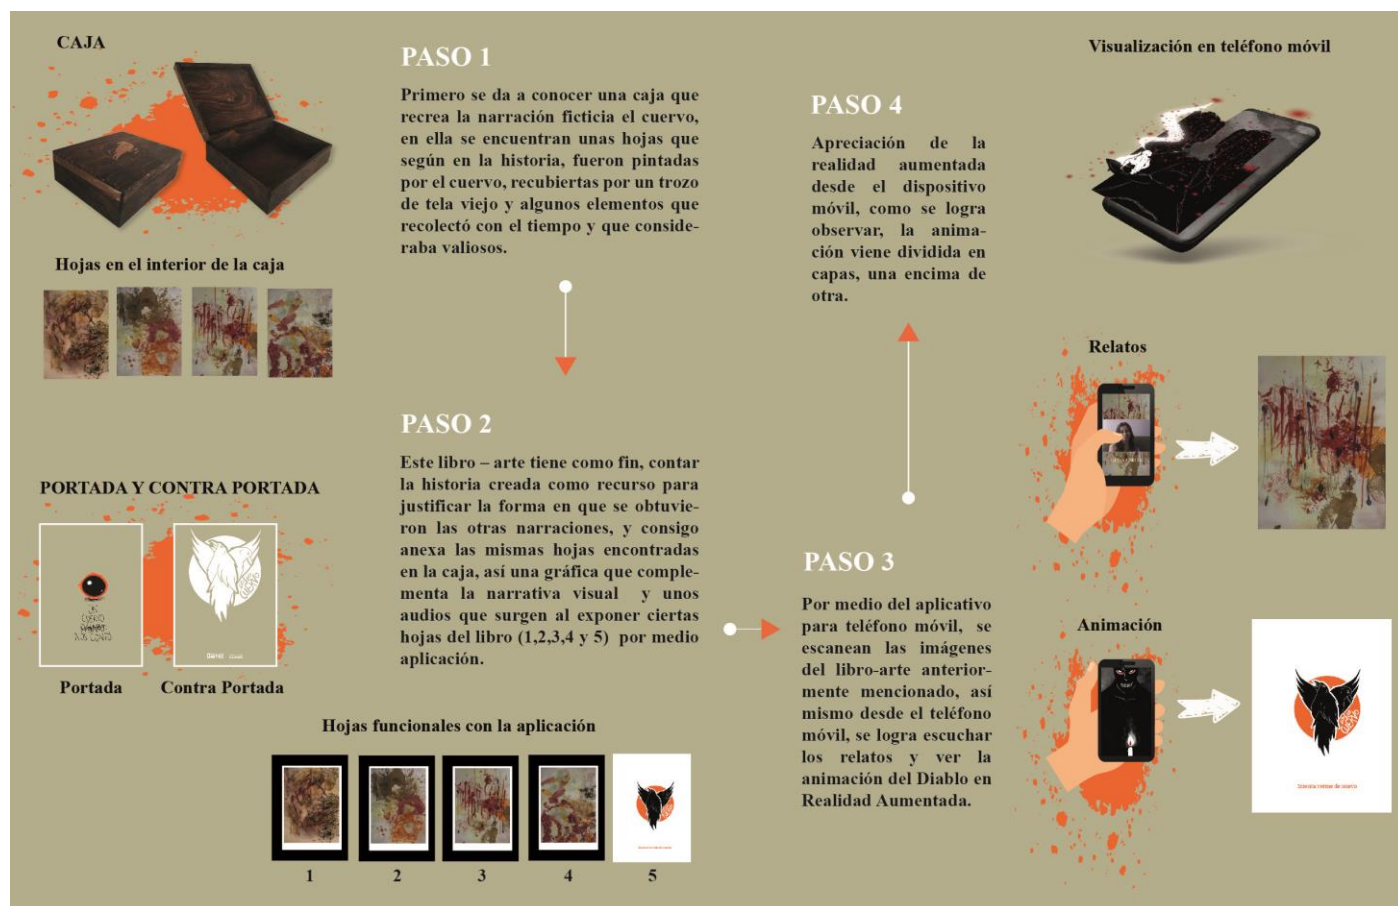 CAJA
PASO 1
Primero se da a conocer una caja que
recrea la narración ficticia el cuervo,
en ella se encuentran unas hojas que
según en la historia, fueron pintadas
por el cuervo, recubiertas por un trozo
de tela viejo y algunos elementos que
recolectó con el tiempo y que conside-
raba valiosos.
Hojas en el interior de la caja
PASO 2
Este libro – arte tiene como fin, contar
la historia creada como recurso para
justificar la forma en que se obtuvie-
ron las otras narraciones, y consigo
anexa las mismas hojas encontradas
en la caja, así una gráfica que comple-
menta la narrativa visual y unos
audios que surgen al exponer ciertas
hojas del libro (1,2,3,4 y 5) por medio
aplicación.
PORTADA Y CONTRA PORTADA
Portada
Contra Portada
Hojas funcionales con la aplicación
1
2
3
4
5
PASO 3
Por medio del aplicativo
para teléfono móvil, se
escanean las imágenes
del libro-arte anterior-
mente mencionado, así
mismo desde el teléfono
móvil, se logra escuchar
los relatos y ver la
animación del Diablo en
Realidad Aumentada.
PASO 4
Apreciación de la
realidad aumentada
desde el dispositivo
móvil, como se logra
observar, la anima-
ción viene dividida en
capas, una encima de
otra.
Visualización en teléfono móvil
Relatos
Animación